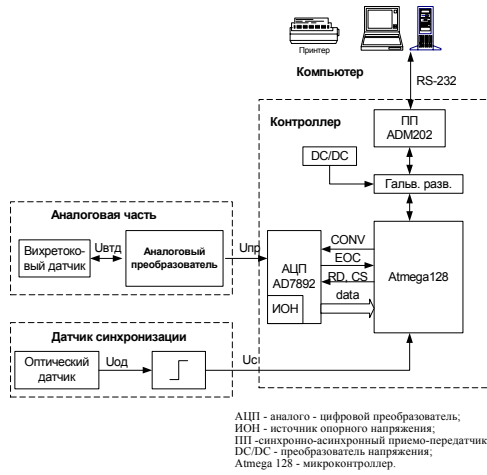 Принтер
Компьютер
RS-232
Контроллер
ПП
ADM202
DC/DC
Гальв. разв.
Аналоговая часть
Вихретоко-
вый датчик
Uвтд
Аналоговый
преобразователь
Uпр
АЦП
AD7892
ИОН
CONV
EOC
RD, CS
data
Atmega128
Датчик синхронизации
Оптический
датчик
Uод
Uс
АЦП - аналого - цифровой преобразователь;
ИОН - источник опорного напряжения;
ПП -синхронно-асинхронный приемо-передатчик
DC/DC - преобразователь напряжения;
Atmega 128 - микроконтроллер.